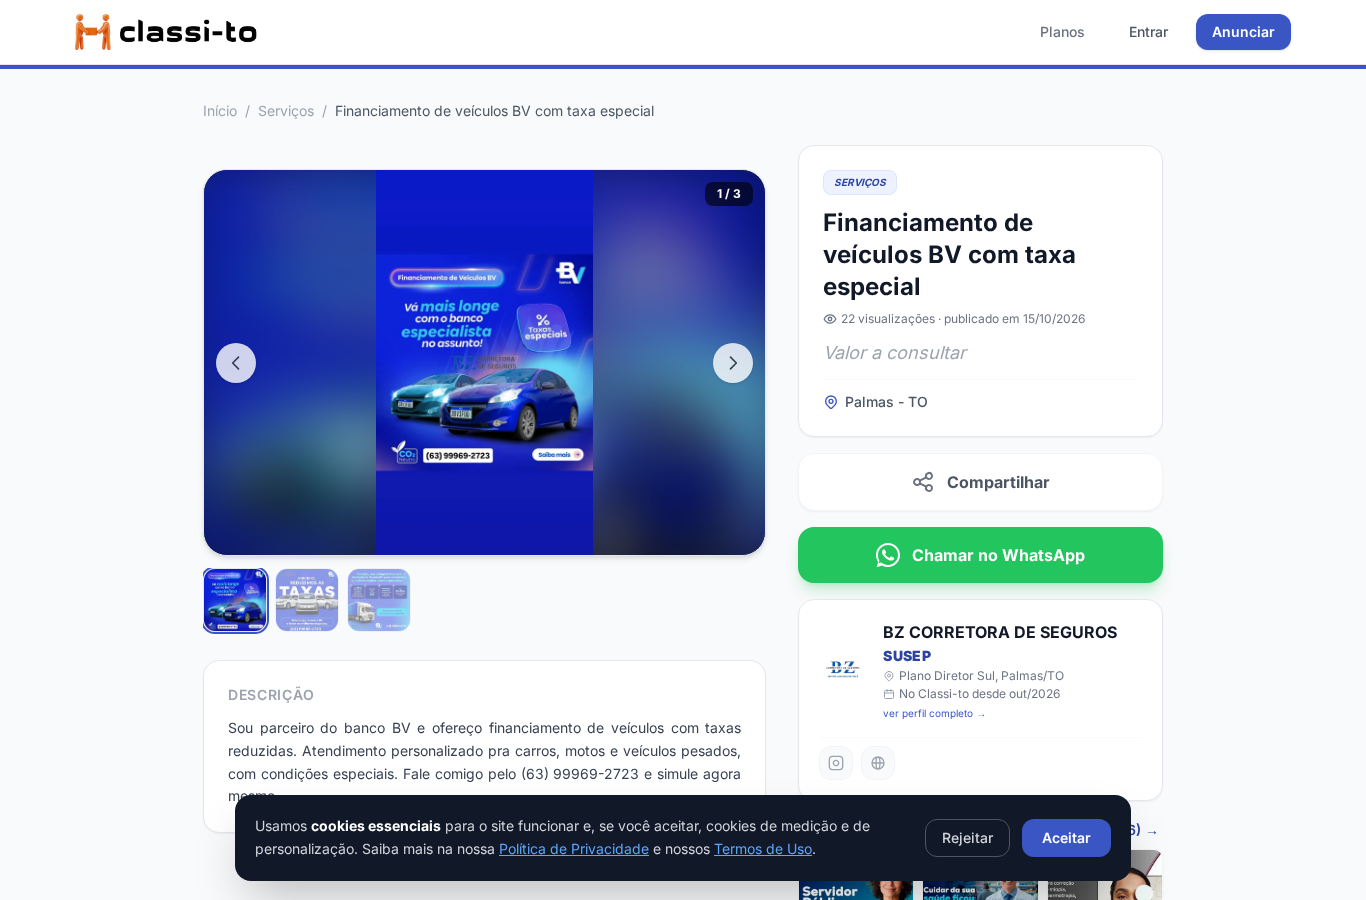 classi-to
Planos
Entrar
Anunciar
Início / Serviços / Financiamento de veículos BV com taxa especial
1 / 3
Financiamento de Veículos BV
BV
Vá mais longe
com o banco
especialista
no assunto!
%
Taxas
especiais
CO2
(63) 99969-2723
Saiba mais
TAXAS
DESCRIÇÃO
Sou parceiro do banco BV e ofereço financiamento de veículos com taxas
reduzidas. Atendimento personalizado pra carros, motos e veículos pesados,
com condições especiais. Fale comigo pelo (63) 99969-2723 e simule agora
mesmo
SERVIÇOS
Financiamento de
veículos BV com taxa
especial
22 visualizações · publicado em 15/10/2026
Valor a consultar
Palmas - TO
Compartilhar
Chamar no WhatsApp
BZ
BZ CORRETORA DE SEGUROS
SUSEP
Plano Diretor Sul, Palmas/TO
No Classi-to desde out/2026
ver perfil completo →
6) →
Servidor
Cuidar da sua
saúde ficou
Usamos cookies essenciais para o site funcionar e, se você aceitar, cookies de medição e de
personalização. Saiba mais na nossa Política de Privacidade e nossos Termos de Uso.
Rejeitar
Aceitar